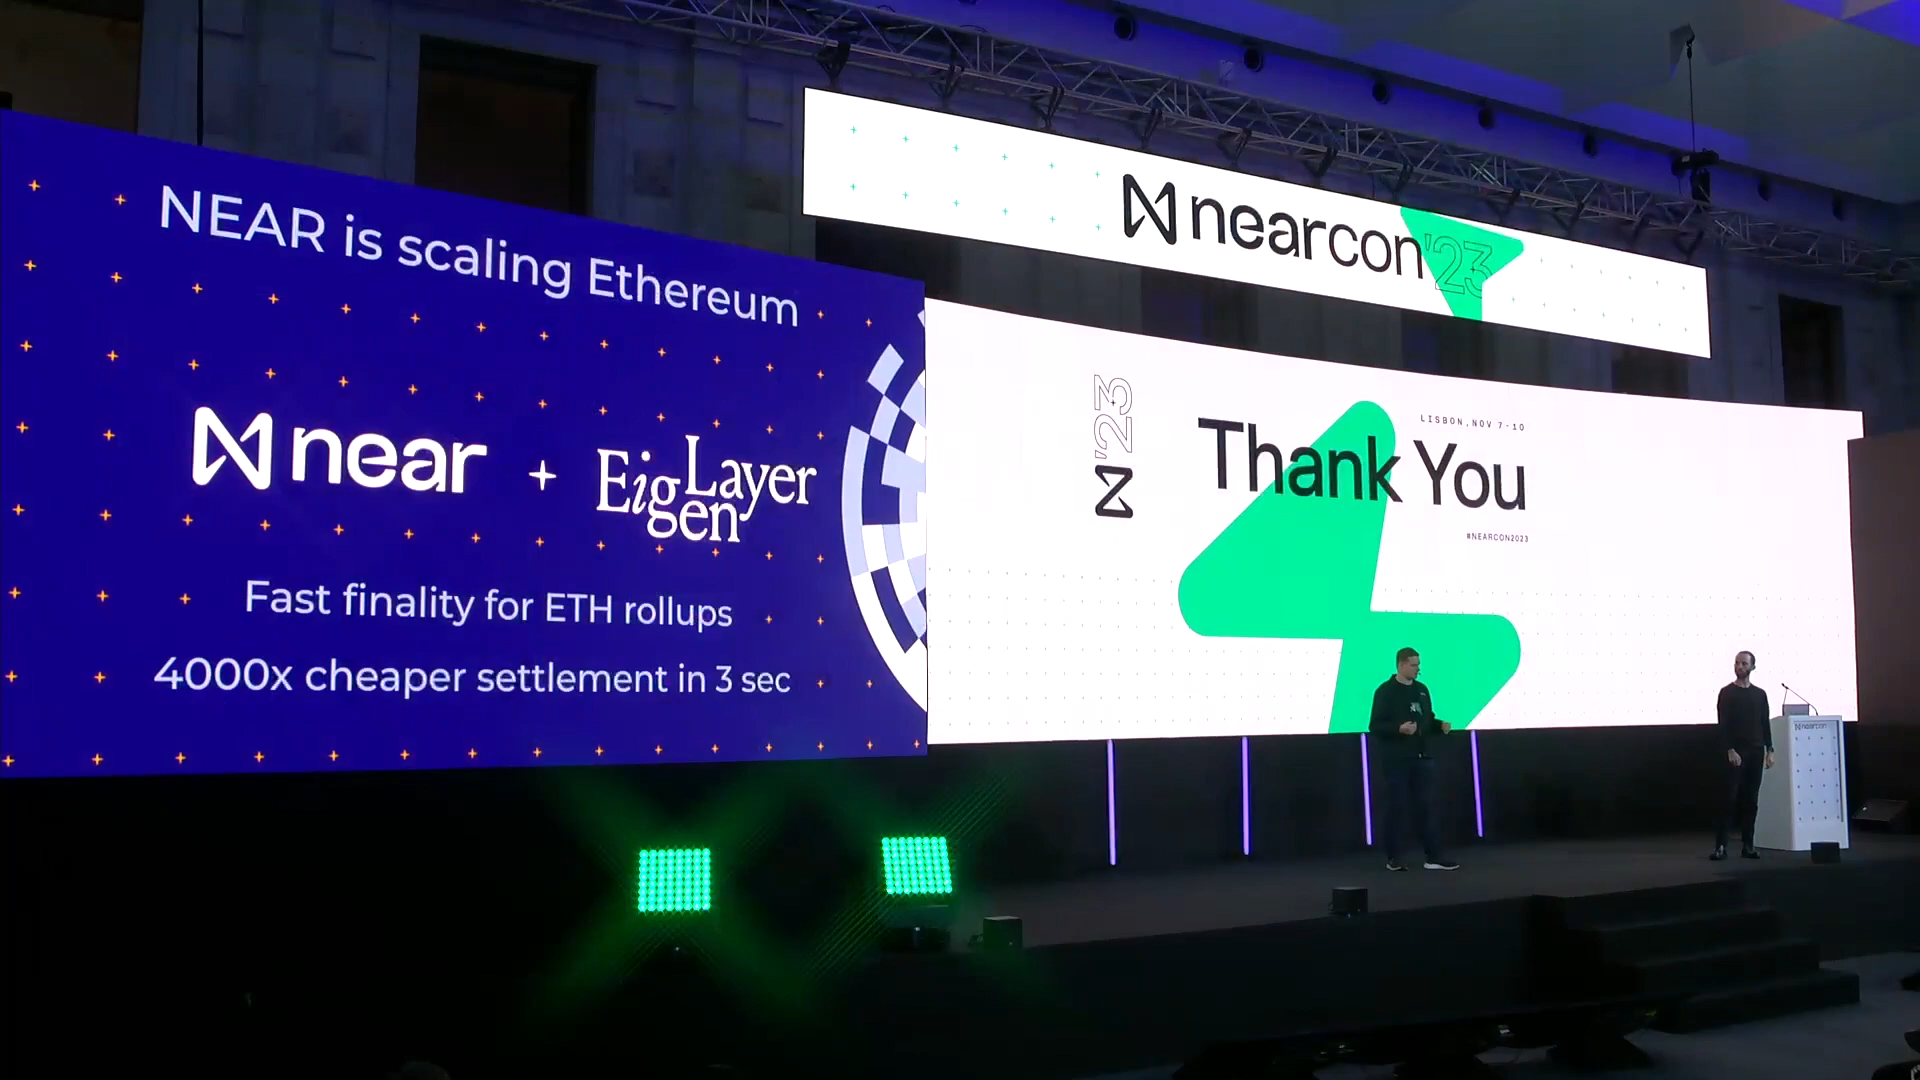 NEAR is scaling Ethereum
near + EigenLayer
Fast finality for ETH rollups
4000x cheaper settlement in 3 sec
nearcon'23
'23
LISBON, NOV 7-10
Thank You
#NEARCON2023
nearcon